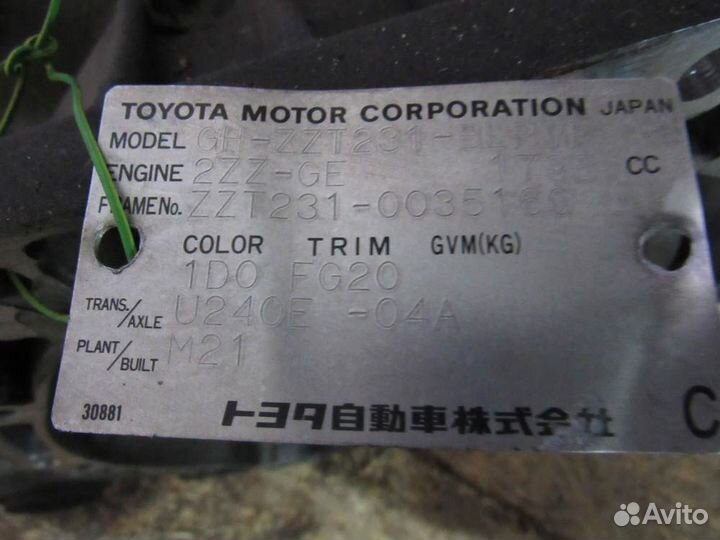 TOYOTA MOTOR CORPORATION JAPAN
MODEL
ENGINE 2ZZ-GE CC
FRAME No.
COLOR TRIM GVM(KG)
1D0 FG20
TRANS./AXLE U240E -04A
PLANT/BUILT M21
30881 トヨタ自動車株式会社 C
Avito